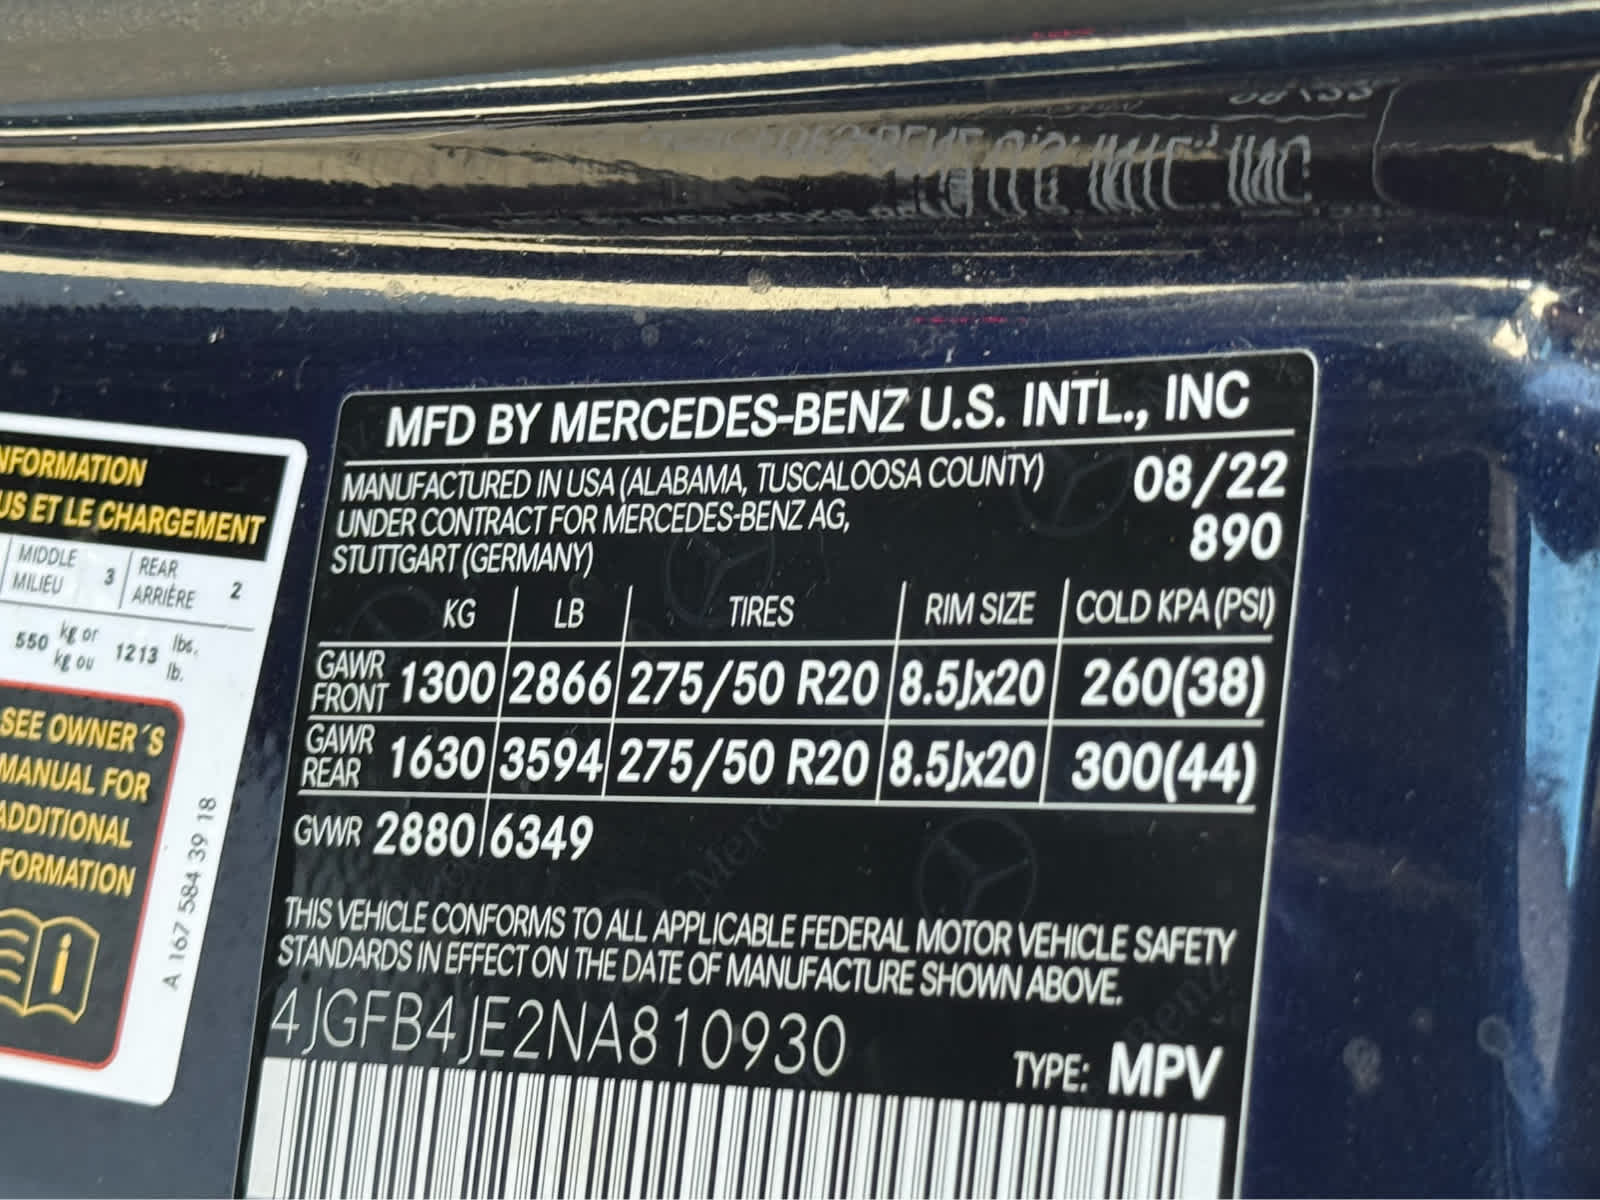 MFD BY MERCEDES-BENZ U.S. INTL., INC
MANUFACTURED IN USA (ALABAMA, TUSCALOOSA COUNTY) 08/22
UNDER CONTRACT FOR MERCEDES-BENZ AG, 890
STUTTGART (GERMANY)
KG LB TIRES RIM SIZE COLD KPA (PSI)
GAWR FRONT 1300 2866 275/50 R20 8.5Jx20 260(38)
GAWR REAR 1630 3594 275/50 R20 8.5Jx20 300(44)
GVWR 2880 6349
THIS VEHICLE CONFORMS TO ALL APPLICABLE FEDERAL MOTOR VEHICLE SAFETY
STANDARDS IN EFFECT ON THE DATE OF MANUFACTURE SHOWN ABOVE.
4JGFB4JE2NA810930
TYPE: MPV
NFORMATION
US ET LE CHARGEMENT
MIDDLE MILIEU 3 REAR ARRIÈRE 2
550 kg or kg ou 1213 lbs. lb.
SEE OWNER´S
MANUAL FOR
ADDITIONAL
FORMATION
A 167 584 39 18